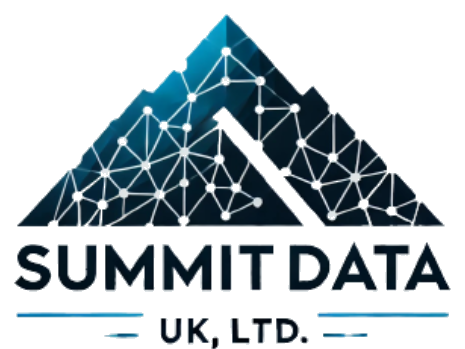 SUMMIT DATA
UK, LTD.